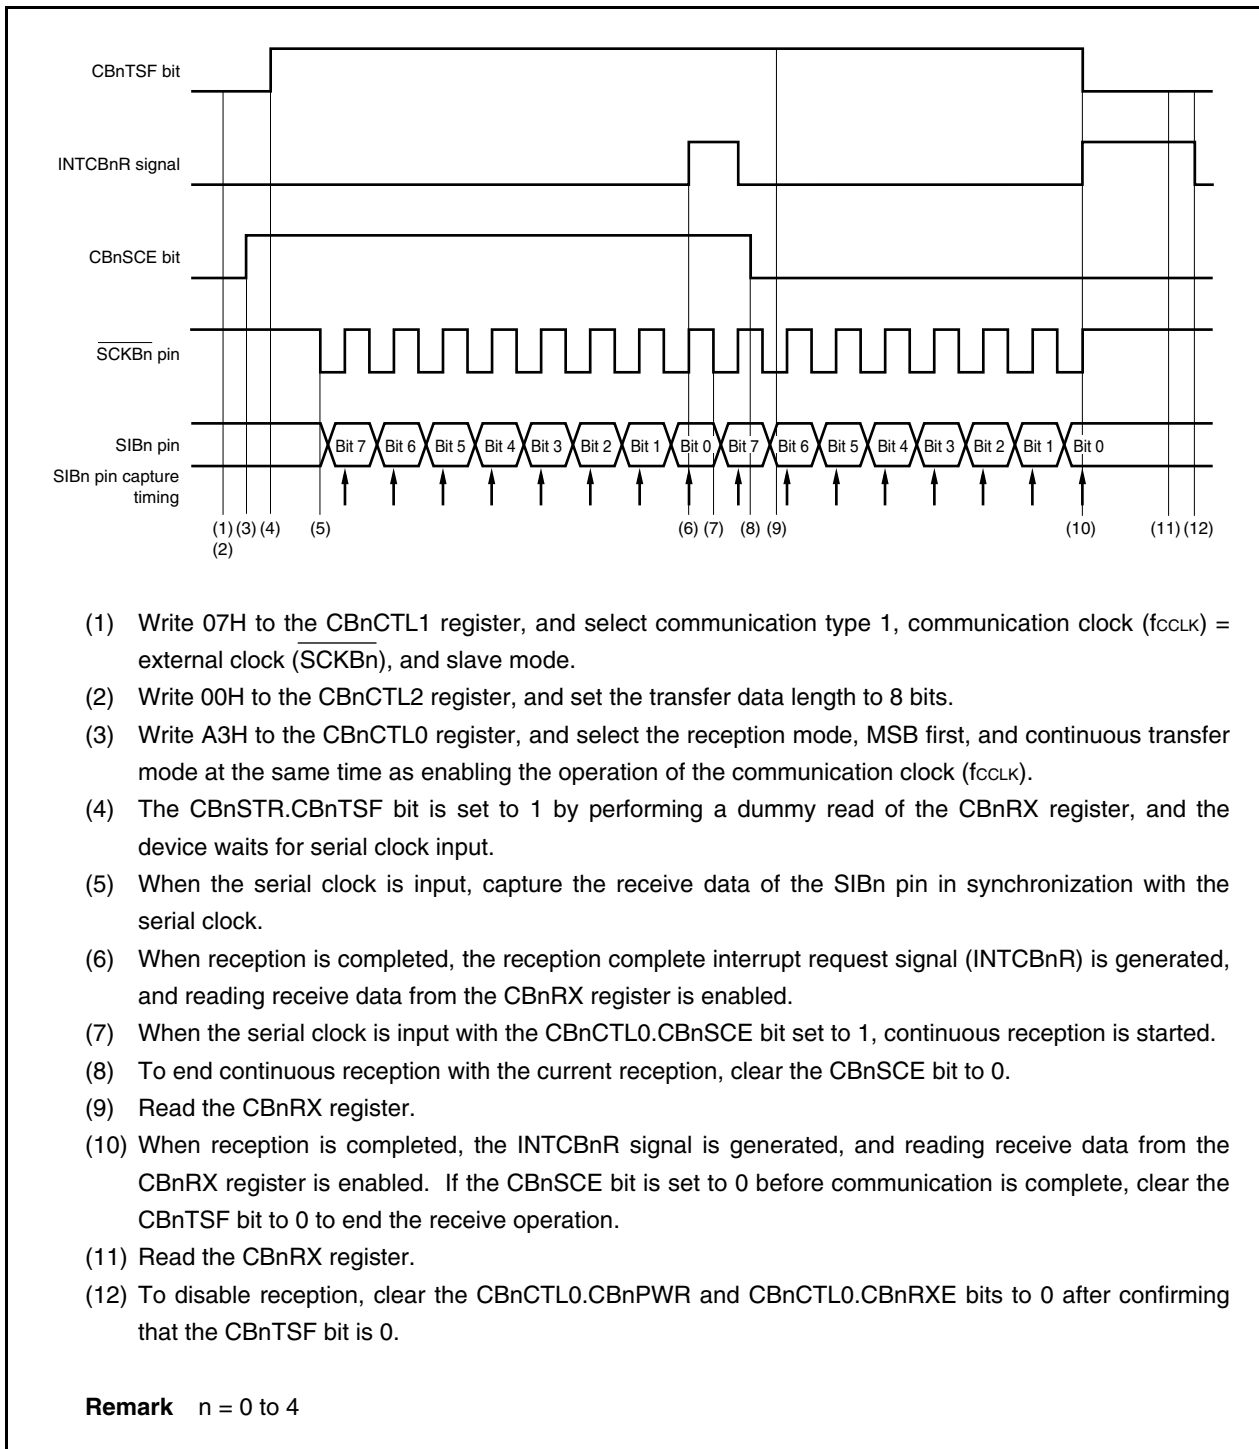 CBnTSF bit
INTCBnR signal
CBnSCE bit
SCKBn pin
SIBn pin
Bit 7 Bit 6 Bit 5 Bit 4 Bit 3 Bit 2 Bit 1 Bit 0 Bit 7 Bit 6 Bit 5 Bit 4 Bit 3 Bit 2 Bit 1 Bit 0
SIBn pin capture
timing
(1) (3) (4) (5) (6) (7) (8) (9) (10) (11) (12)
(2)
(1) Write 07H to the CBnCTL1 register, and select communication type 1, communication clock (fCCLK) =
external clock (SCKBn), and slave mode.
(2) Write 00H to the CBnCTL2 register, and set the transfer data length to 8 bits.
(3) Write A3H to the CBnCTL0 register, and select the reception mode, MSB first, and continuous transfer
mode at the same time as enabling the operation of the communication clock (fCCLK).
(4) The CBnSTR.CBnTSF bit is set to 1 by performing a dummy read of the CBnRX register, and the
device waits for serial clock input.
(5) When the serial clock is input, capture the receive data of the SIBn pin in synchronization with the
serial clock.
(6) When reception is completed, the reception complete interrupt request signal (INTCBnR) is generated,
and reading receive data from the CBnRX register is enabled.
(7) When the serial clock is input with the CBnCTL0.CBnSCE bit set to 1, continuous reception is started.
(8) To end continuous reception with the current reception, clear the CBnSCE bit to 0.
(9) Read the CBnRX register.
(10) When reception is completed, the INTCBnR signal is generated, and reading receive data from the
CBnRX register is enabled. If the CBnSCE bit is set to 0 before communication is complete, clear the
CBnTSF bit to 0 to end the receive operation.
(11) Read the CBnRX register.
(12) To disable reception, clear the CBnCTL0.CBnPWR and CBnCTL0.CBnRXE bits to 0 after confirming
that the CBnTSF bit is 0.
Remark n = 0 to 4